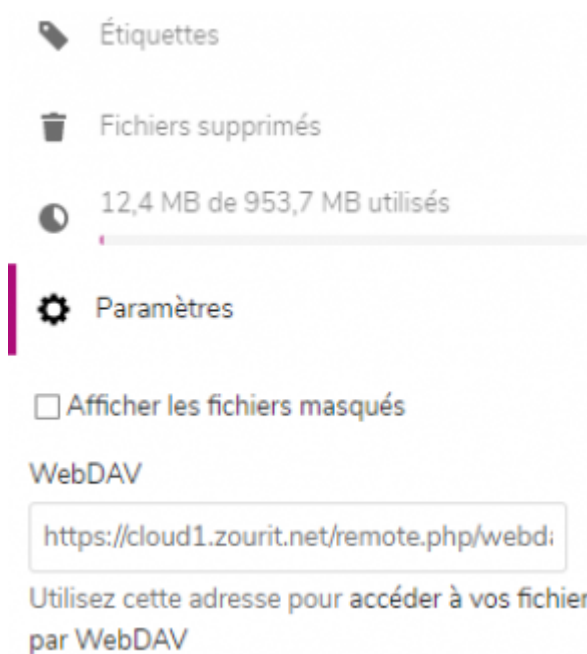 Étiquettes
Fichiers supprimés
12,4 MB de 953,7 MB utilisés
Paramètres
Afficher les fichiers masqués
WebDAV
https://cloud1.zourit.net/remote.php/webda
Utilisez cette adresse pour accéder à vos fichier
par WebDAV